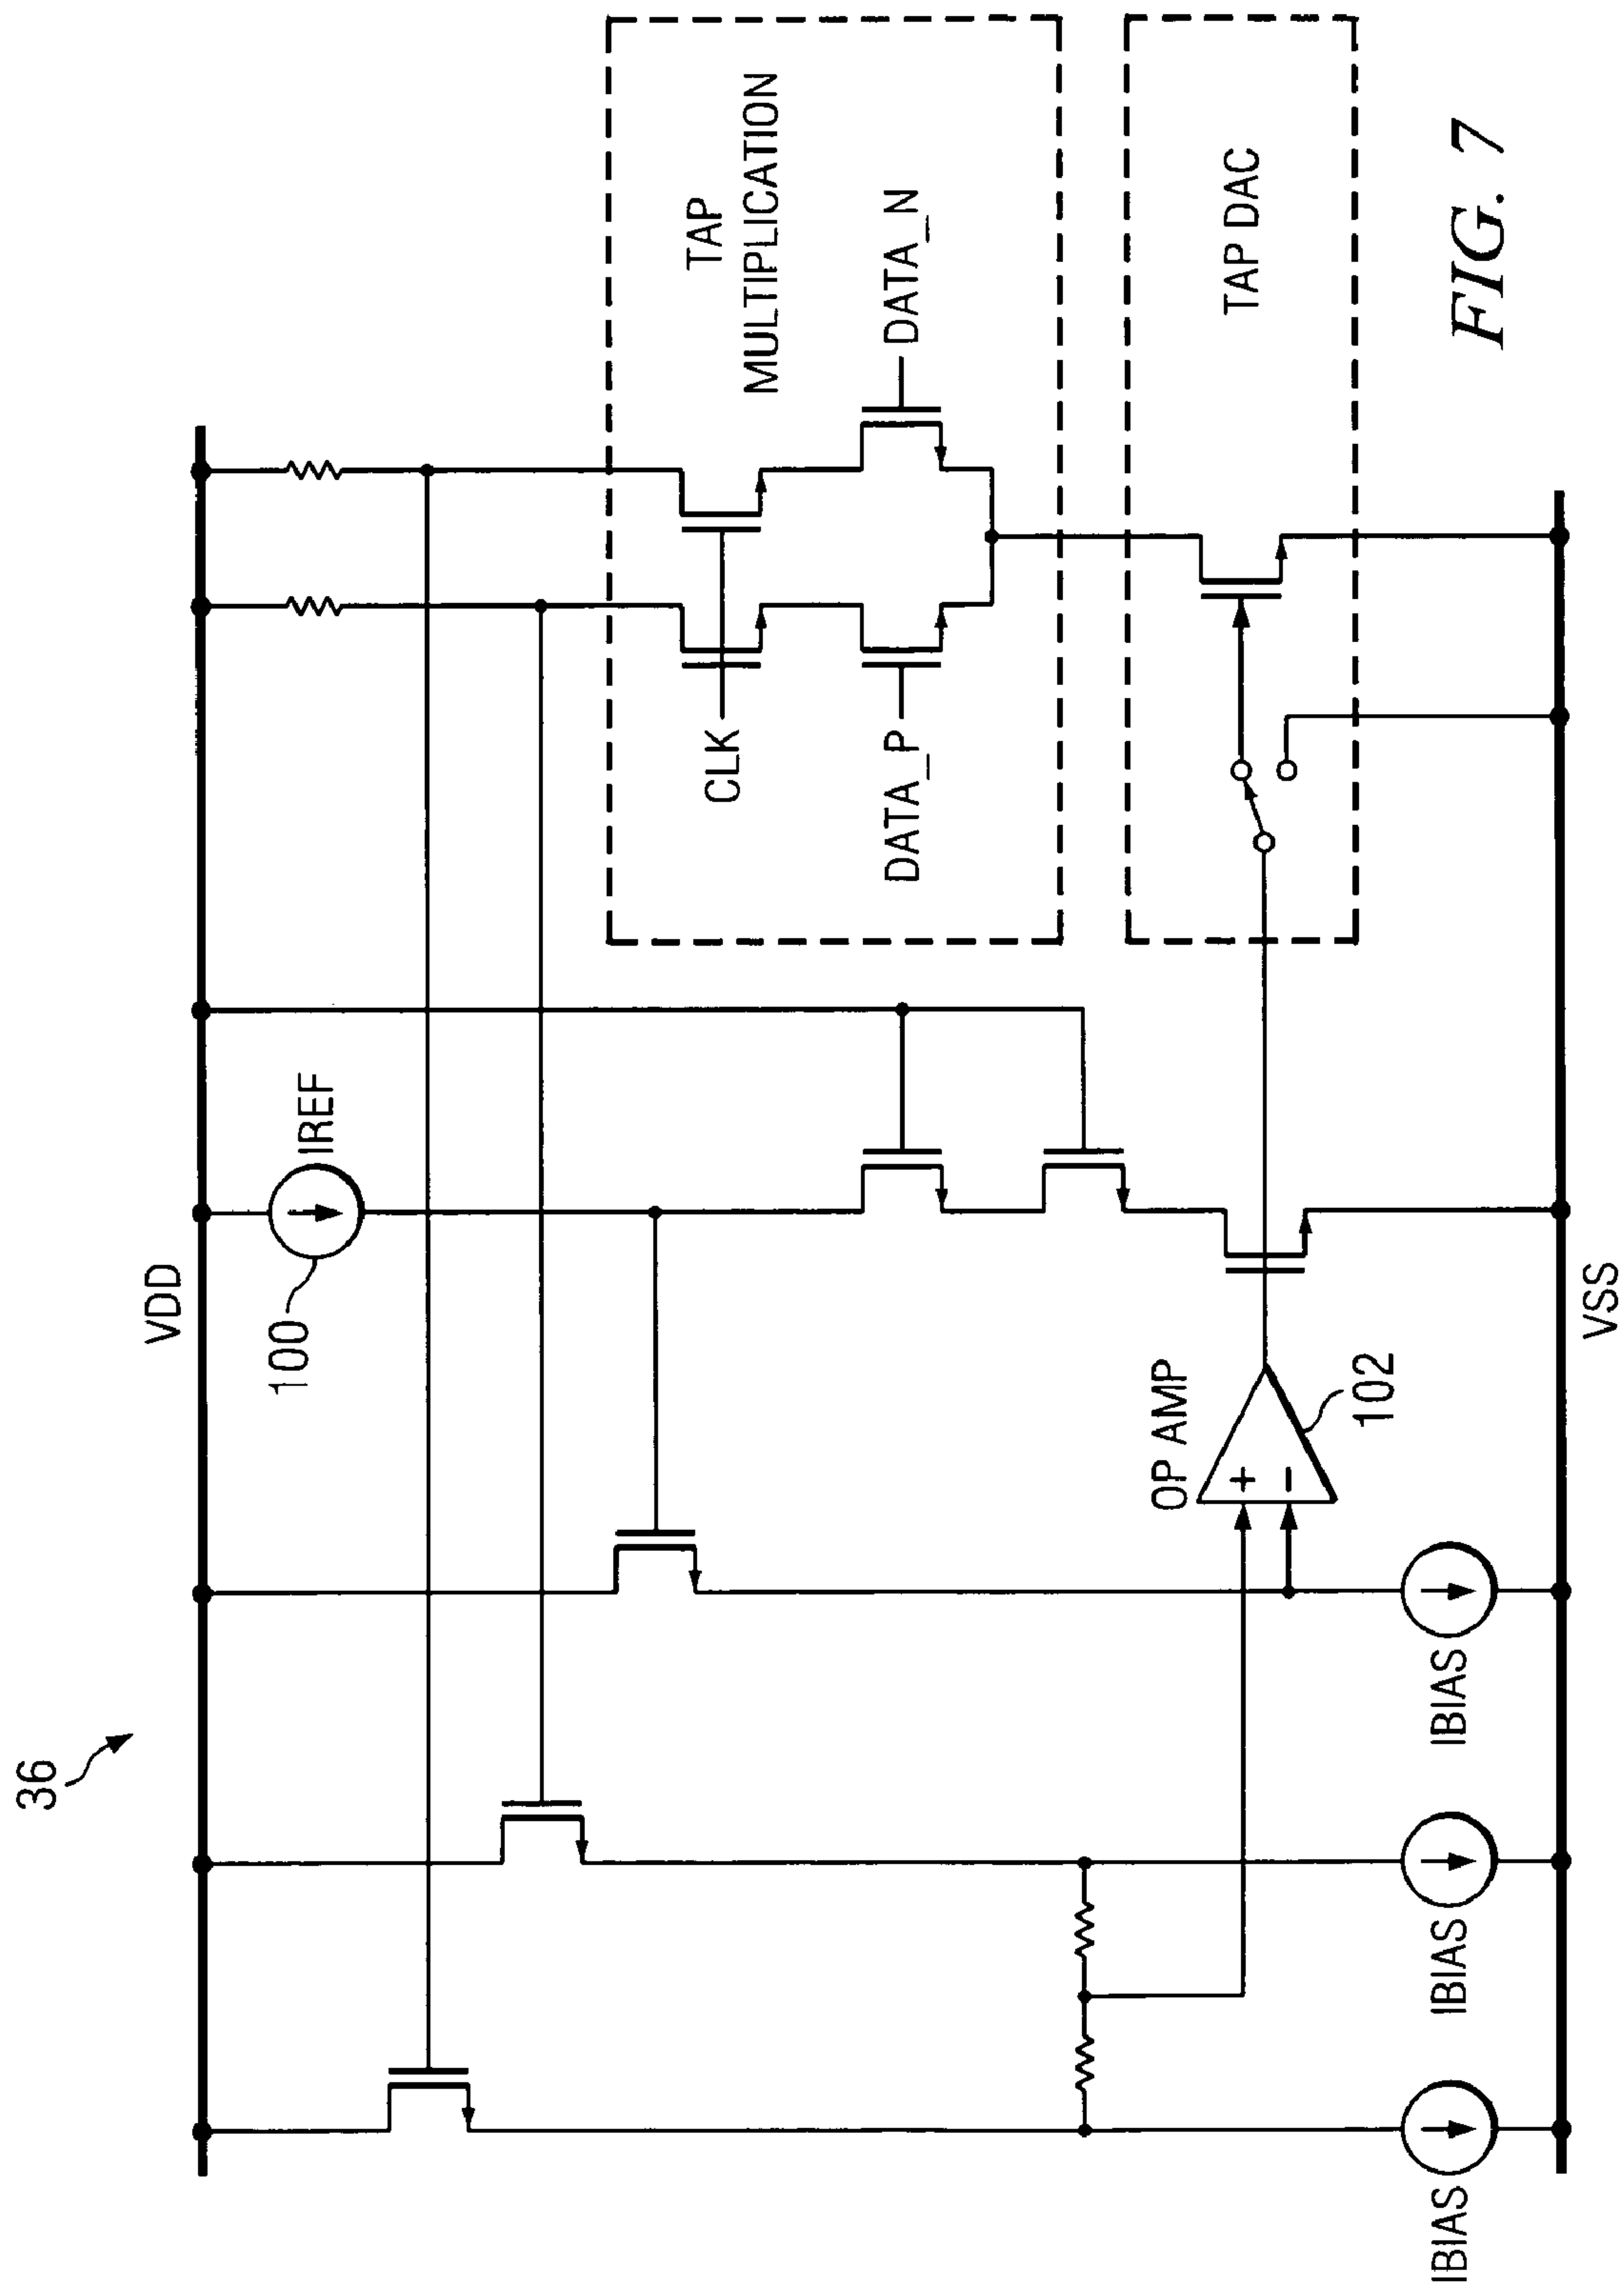 36
VDD
100
IREF
TAP
MULTIPLICATION
CLK
DATA_P
DATA_N
TAP DAC
OP AMP
+
−
102
IBIAS
IBIAS
IBIAS
VSS
FIG. 7